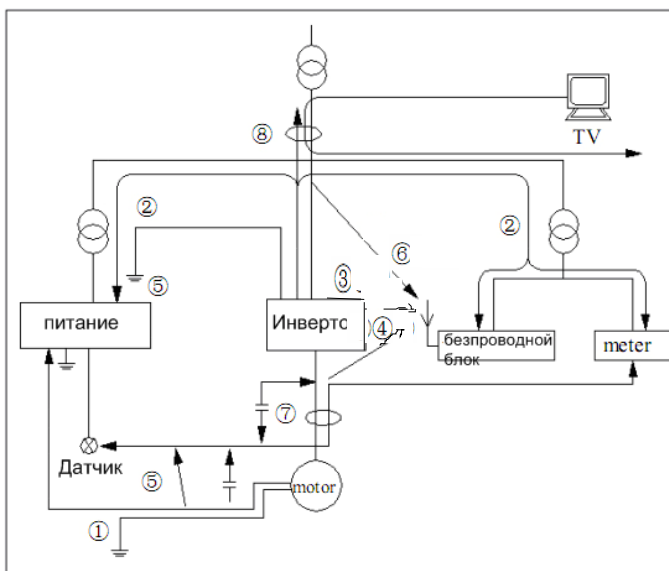 TV
⑧
②
②
⑥
⑤
③
питание
Инвертс
④
безпроводной
блок
meter
⑦
Датчик
⑤
motor
①